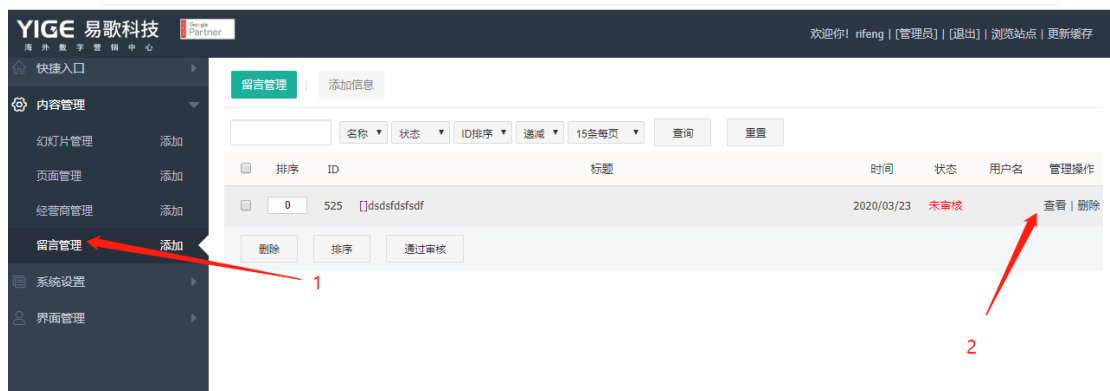 YIGE 易歌科技 Google Partner
海外数字营销中心
欢迎你！rifeng | [管理员] | [退出] | 浏览站点 | 更新缓存
快捷入口
留言管理 添加信息
内容管理
幻灯片管理 添加
名称 状态 ID排序 递减 15条每页 查询 重置
页面管理 添加
排序 ID 标题 时间 状态 用户名 管理操作
经营商管理 添加
0 525 []dsdsfdsfsdf 2020/03/23 未审核 查看 | 删除
留言管理 添加
删除 排序 通过审核
系统设置
1
界面管理
2